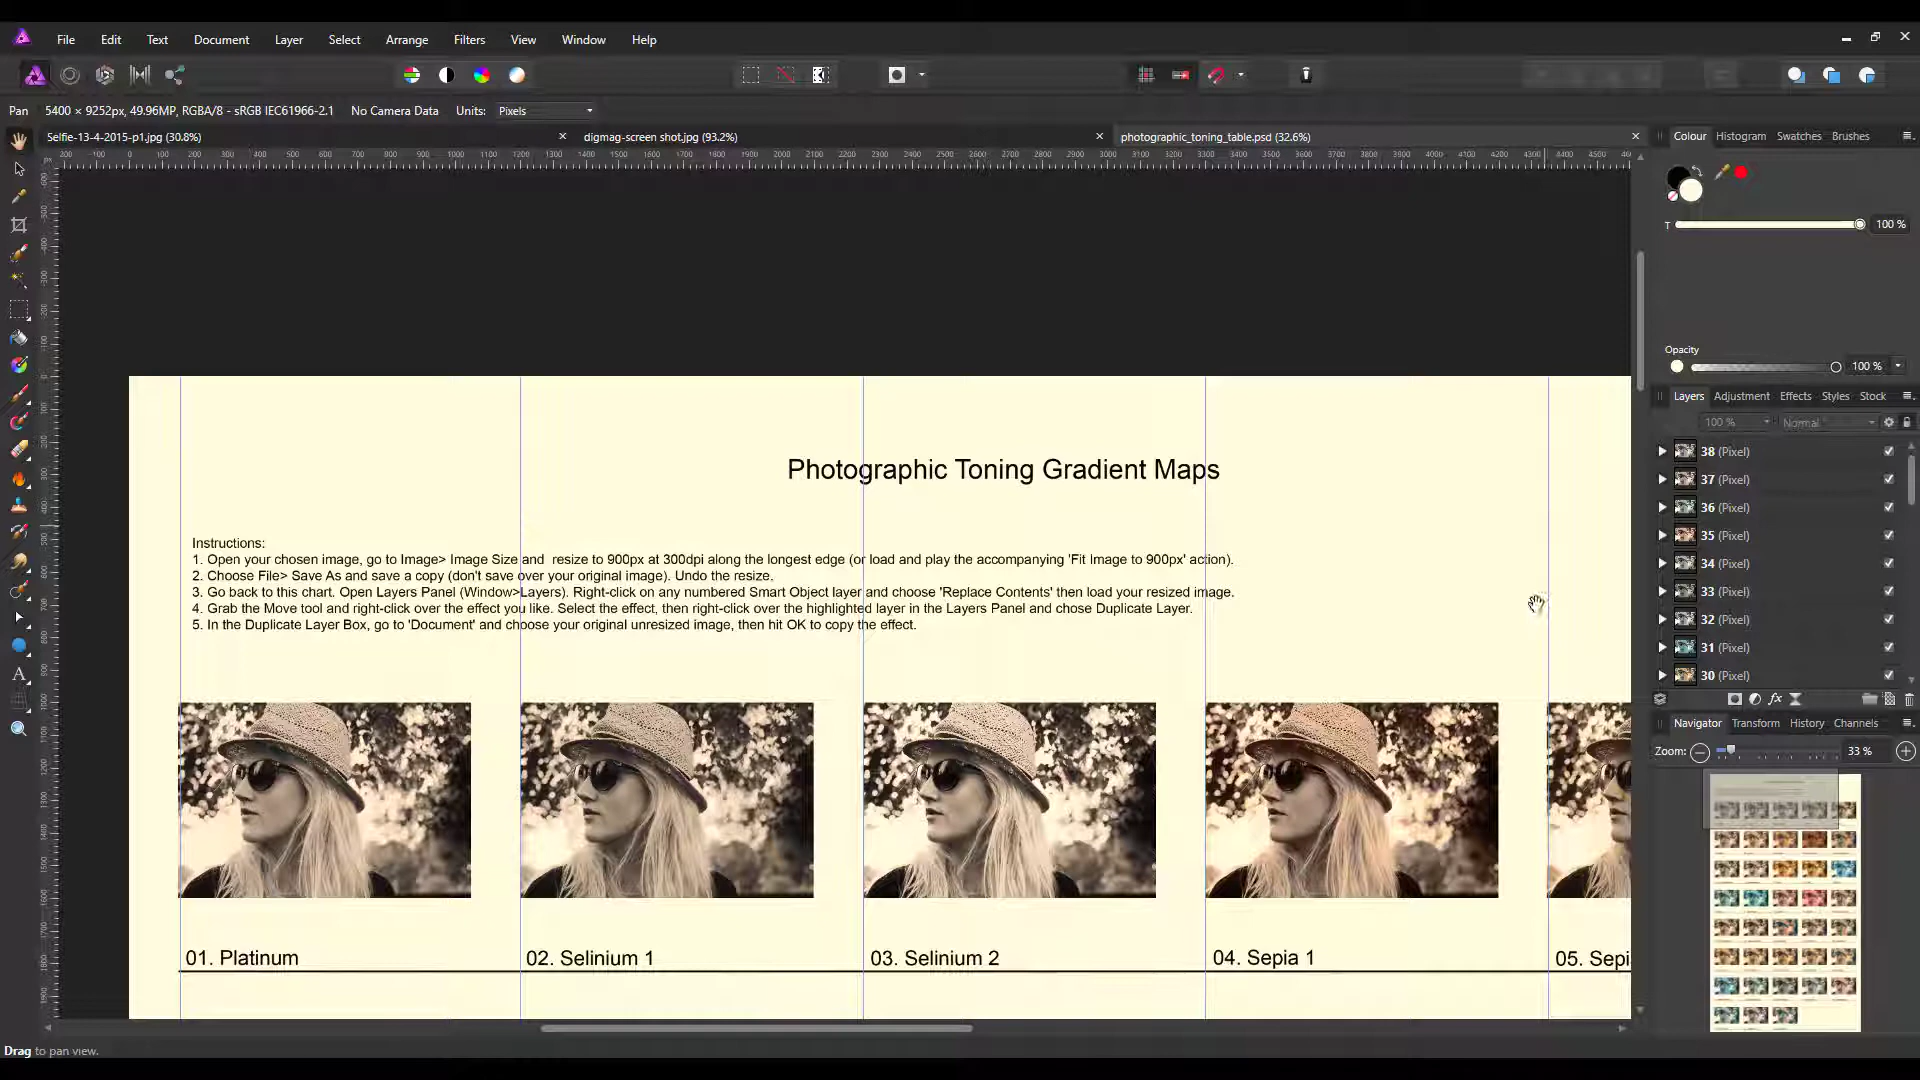 File Edit Text Document Layer Select Arrange Filters View Window Help
Pan 5400 × 9252px, 49.96MP, RGBA/8 - sRGB IEC61966-2.1 No Camera Data Units: Pixels
Selfie-13-4-2015-p1.jpg (30.8%) digmag-screen shot.jpg (93.2%) photographic_toning_table.psd (32.6%)
Colour Histogram Swatches Brushes
T 100 %
Opacity
100 %
Layers Adjustment Effects Styles Stock
100 % Normal
38 (Pixel)
37 (Pixel)
36 (Pixel)
35 (Pixel)
34 (Pixel)
33 (Pixel)
32 (Pixel)
31 (Pixel)
30 (Pixel)
Navigator Transform History Channels
Zoom: 33 %
Photographic Toning Gradient Maps
Instructions:
1. Open your chosen image, go to Image> Image Size and  resize to 900px at 300dpi along the longest edge (or load and play the accompanying 'Fit Image to 900px' action).
2. Choose File> Save As and save a copy (don't save over your original image). Undo the resize.
3. Go back to this chart. Open Layers Panel (Window>Layers). Right-click on any numbered Smart Object layer and choose 'Replace Contents' then load your resized image.
4. Grab the Move tool and right-click over the effect you like. Select the effect, then right-click over the highlighted layer in the Layers Panel and chose Duplicate Layer.
5. In the Duplicate Layer Box, go to 'Document' and choose your original unresized image, then hit OK to copy the effect.
01. Platinum 02. Selinium 1 03. Selinium 2 04. Sepia 1 05. Sepi
Drag to pan view.